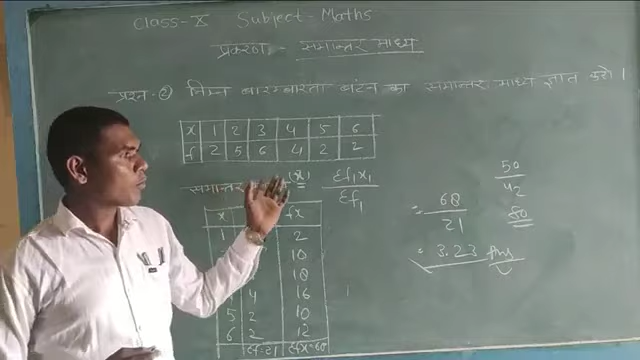 Class-X Subject-Maths
प्रकरण - समान्तर माध्य
प्रश्न-② निम्न बारम्बारता बंटन का समान्तर माध्य ज्ञात करो।
x 1 2 3 4 5 6
f 2 5 6 4 2 2
समान्तर (x̄) Σf₁x₁ / Σf₁
x fx
1 2
10
18
4 16
5 2 10
6 2 12
Σf=21 Σfx=68
= 68 / 21
= 3.23 Ans
50
42
80